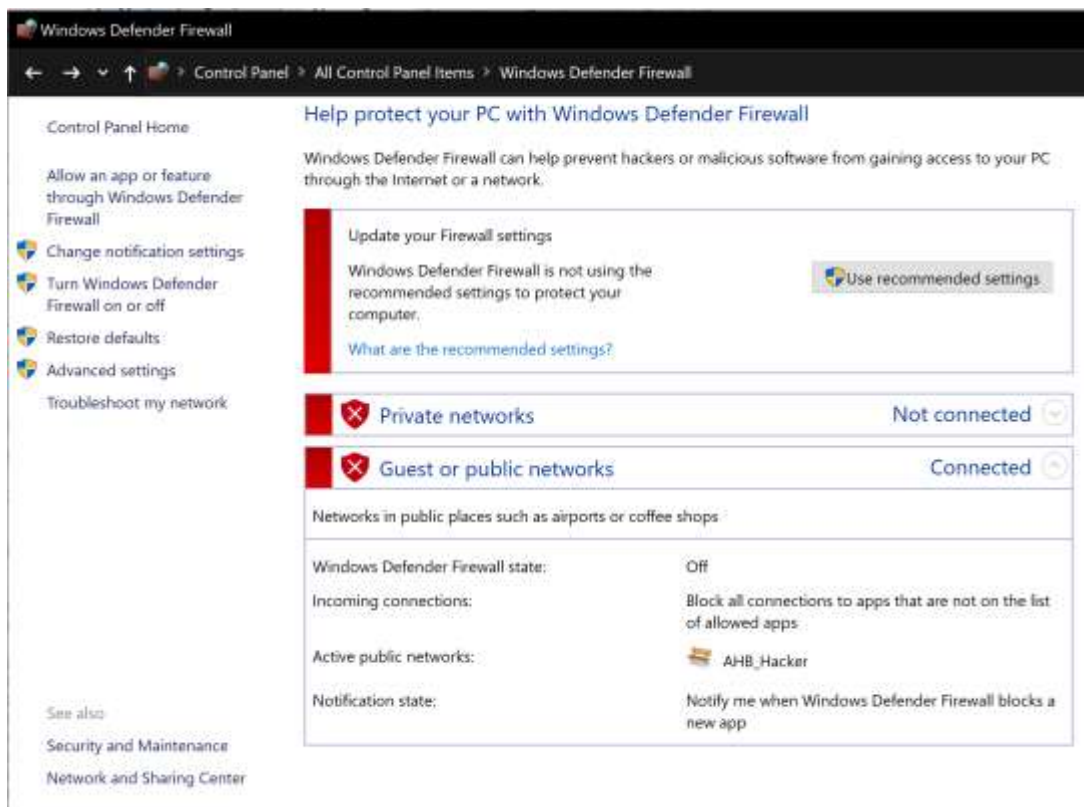 Windows Defender Firewall
Control Panel > All Control Panel Items > Windows Defender Firewall
Control Panel Home
Allow an app or feature
through Windows Defender
Firewall
Change notification settings
Turn Windows Defender
Firewall on or off
Restore defaults
Advanced settings
Troubleshoot my network
See also
Security and Maintenance
Network and Sharing Center
Help protect your PC with Windows Defender Firewall
Windows Defender Firewall can help prevent hackers or malicious software from gaining access to your PC
through the Internet or a network.
Update your Firewall settings
Windows Defender Firewall is not using the
recommended settings to protect your
computer.
What are the recommended settings?
Use recommended settings
Private networks Not connected
Guest or public networks Connected
Networks in public places such as airports or coffee shops
Windows Defender Firewall state: Off
Incoming connections: Block all connections to apps that are not on the list
of allowed apps
Active public networks: AHB_Hacker
Notification state: Notify me when Windows Defender Firewall blocks a
new app